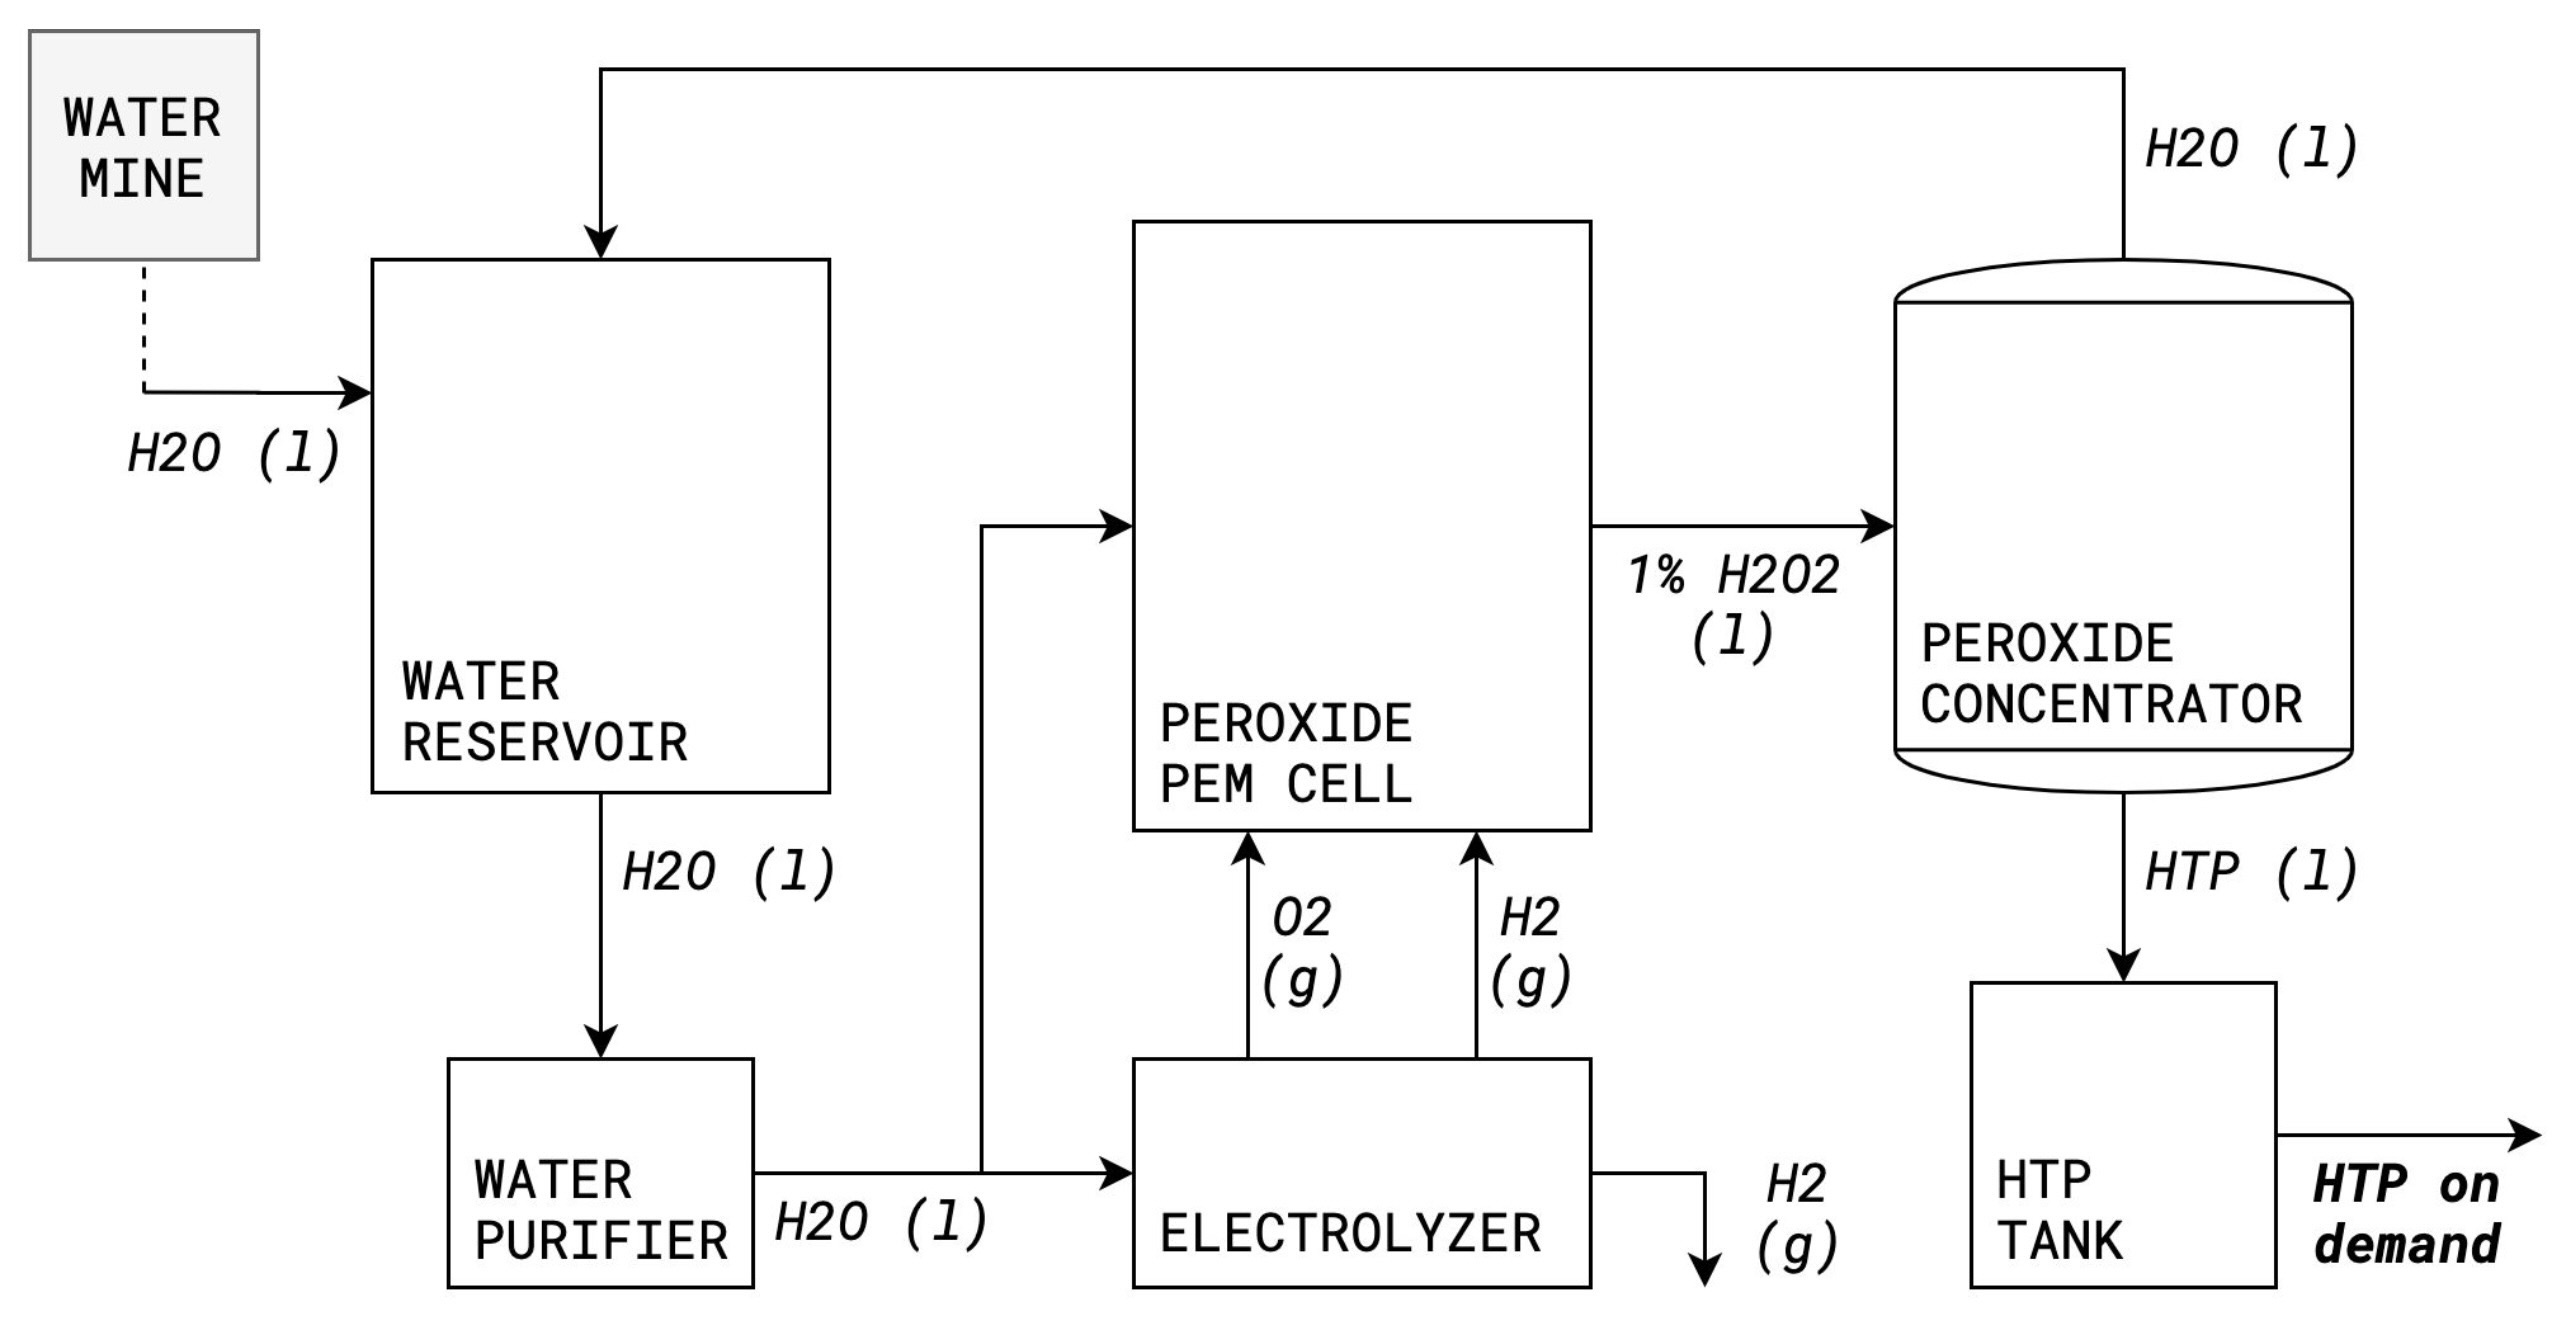 WATER
MINE
H2O (l)
H2O (l)
WATER
RESERVOIR
H2O (l)
WATER
PURIFIER
H2O (l)
PEROXIDE
PEM CELL
1% H2O2
(l)
O2
(g)
H2
(g)
ELECTROLYZER
H2
(g)
PEROXIDE
CONCENTRATOR
HTP (l)
HTP
TANK
HTP on
demand